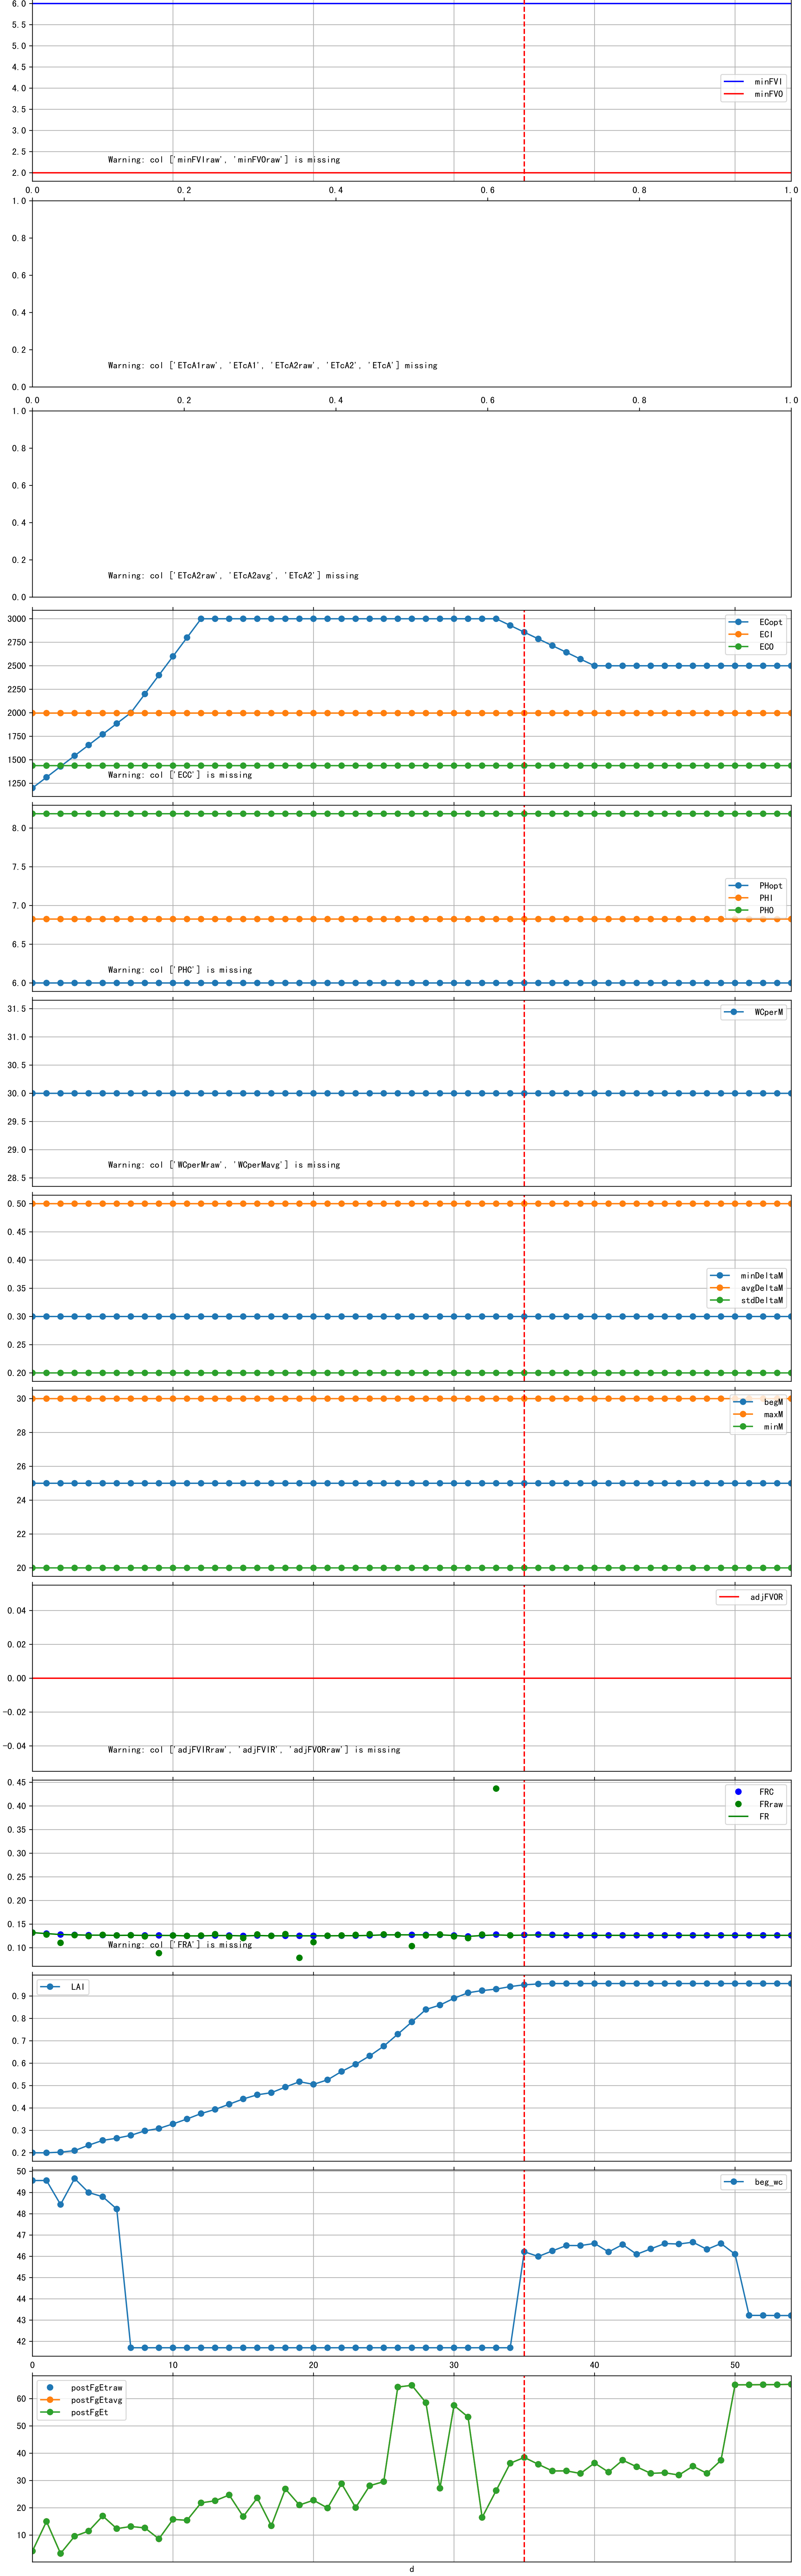 6.0
5.5
5.0
4.5
4.0
3.5
3.0
2.5
2.0
minFVI
minFVO
Warning: col ['minFVIraw', 'minFVOraw'] is missing
0.0 0.2 0.4 0.6 0.8 1.0
1.0
0.8
0.6
0.4
0.2
0.0
Warning: col ['ETcA1raw', 'ETcA1', 'ETcA2raw', 'ETcA2', 'ETcA'] missing
0.0 0.2 0.4 0.6 0.8 1.0
1.0
0.8
0.6
0.4
0.2
0.0
Warning: col ['ETcA2raw', 'ETcA2avg', 'ETcA2'] missing
3000
2750
2500
2250
2000
1750
1500
1250
ECopt
ECI
ECO
Warning: col ['ECC'] is missing
8.0
7.5
7.0
6.5
6.0
PHopt
PHI
PHO
Warning: col ['PHC'] is missing
31.5
31.0
30.5
30.0
29.5
29.0
28.5
WCperM
Warning: col ['WCperMraw', 'WCperMavg'] is missing
0.50
0.45
0.40
0.35
0.30
0.25
0.20
minDeltaM
avgDeltaM
stdDeltaM
30
28
26
24
22
20
begM
maxM
minM
0.04
0.02
0.00
−0.02
−0.04
adjFVOR
Warning: col ['adjFVIRraw', 'adjFVIR', 'adjFVORraw'] is missing
0.45
0.40
0.35
0.30
0.25
0.20
0.15
0.10
FRC
FRraw
FR
Warning: col ['FRA'] is missing
0.9
0.8
0.7
0.6
0.5
0.4
0.3
0.2
LAI
50
49
48
47
46
45
44
43
42
beg_wc
0 10 20 30 40 50
60
50
40
30
20
10
postFgEtraw
postFgEtavg
postFgEt
d